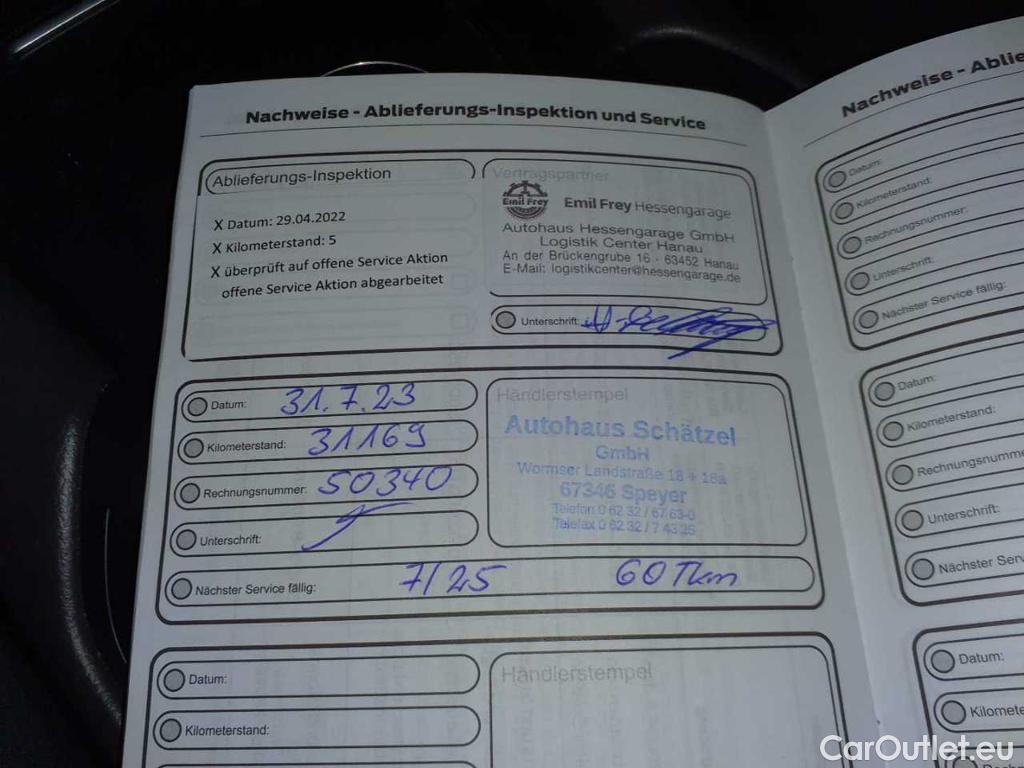 Nachweise - Ablieferungs-Inspektion und Service
Ablieferungs-Inspektion
X Datum: 29.04.2022
X Kilometerstand: 5
X überprüft auf offene Service Aktion
offene Service Aktion abgearbeitet
Vertragspartner
Emil Frey
Emil Frey Hessengarage
Autohaus Hessengarage GmbH
Logistik Center Hanau
An der Brückengrube 16 - 63452 Hanau
E-Mail: logistikcenter@hessengarage.de
Unterschrift:
Datum: 31.7.23
Kilometerstand: 31169
Rechnungsnummer: 50340
Unterschrift:
Händlerstempel
Autohaus Schätzel
GmbH
Wormser Landstraße 18 + 18a
67346 Speyer
Telefon 0 62 32 / 67 63-0
Telefax 0 62 32 / 7 43 25
Nächster Service fällig: 7/25 60 Tkm
Datum:
Kilometerstand:
Händlerstempel
Nachweise - Ablie
Datum:
Kilometerstand:
Rechnungsnummer:
Unterschrift:
Nächster Service fällig:
Datum:
Kilometerstand:
Rechnungsnumme
Unterschrift:
Nächster Serv
Datum:
Kilomete
CarOutlet.eu